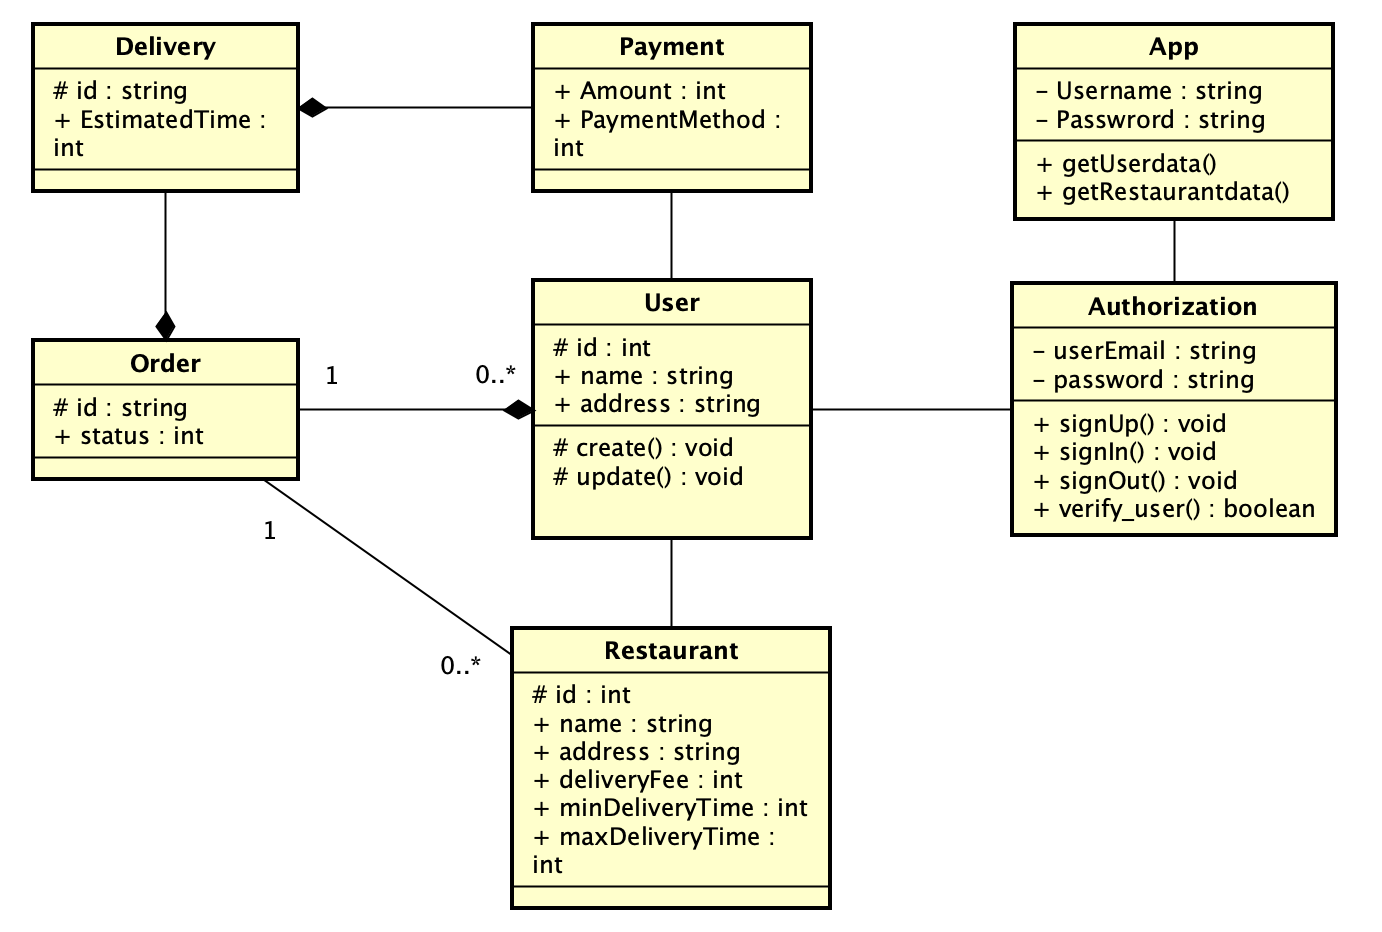 Delivery
# id : string
+ EstimatedTime :
int
Payment
+ Amount : int
+ PaymentMethod :
int
App
- Username : string
- Passwrord : string
+ getUserdata()
+ getRestaurantdata()
Order
# id : string
+ status : int
1
0..*
User
# id : int
+ name : string
+ address : string
# create() : void
# update() : void
Authorization
- userEmail : string
- password : string
+ signUp() : void
+ signIn() : void
+ signOut() : void
+ verify_user() : boolean
1
0..*
Restaurant
# id : int
+ name : string
+ address : string
+ deliveryFee : int
+ minDeliveryTime : int
+ maxDeliveryTime :
int